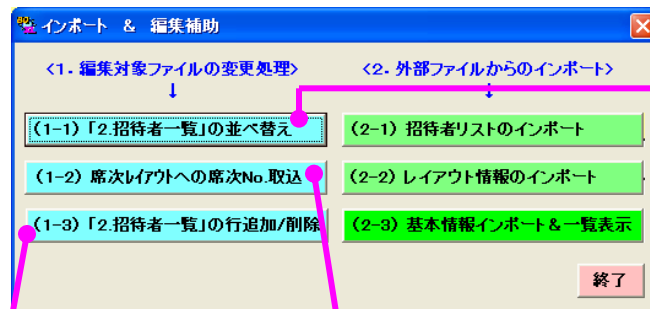 インポート & 編集補助
<1. 編集対象ファイルの変更処理>
↓
<2. 外部ファイルからのインポート>
↓
(1-1)「2.招待者一覧」の並べ替え
(2-1) 招待者リストのインポート
(1-2) 席次レイアウトへの席次No.取込
(2-2) レイアウト情報のインポート
(1-3)「2.招待者一覧」の行追加/削除
(2-3) 基本情報インポート&一覧表示
終了